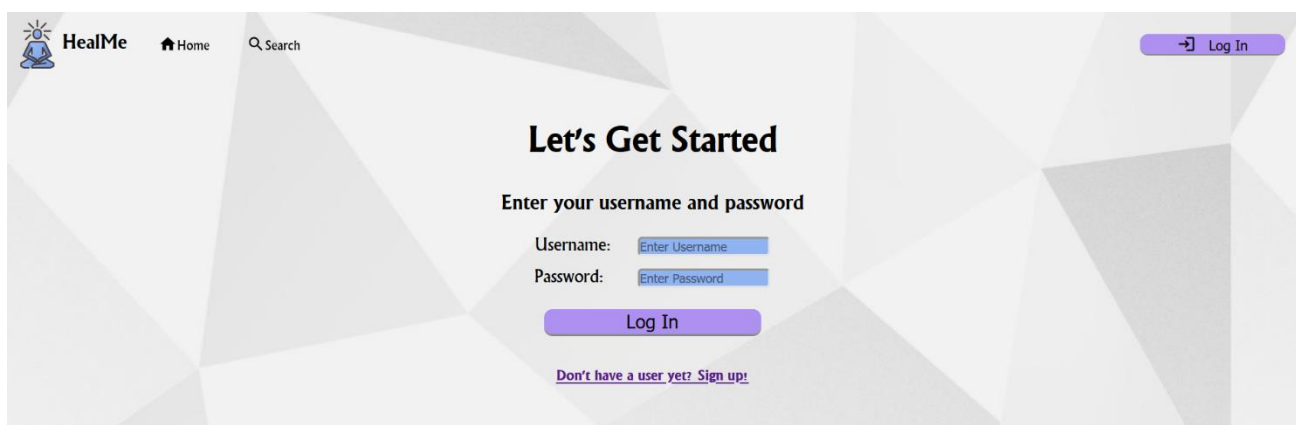 HealMe Home Search Log In
Let's Get Started
Enter your username and password
Username: Enter Username
Password: Enter Password
Log In
Don't have a user yet? Sign up!